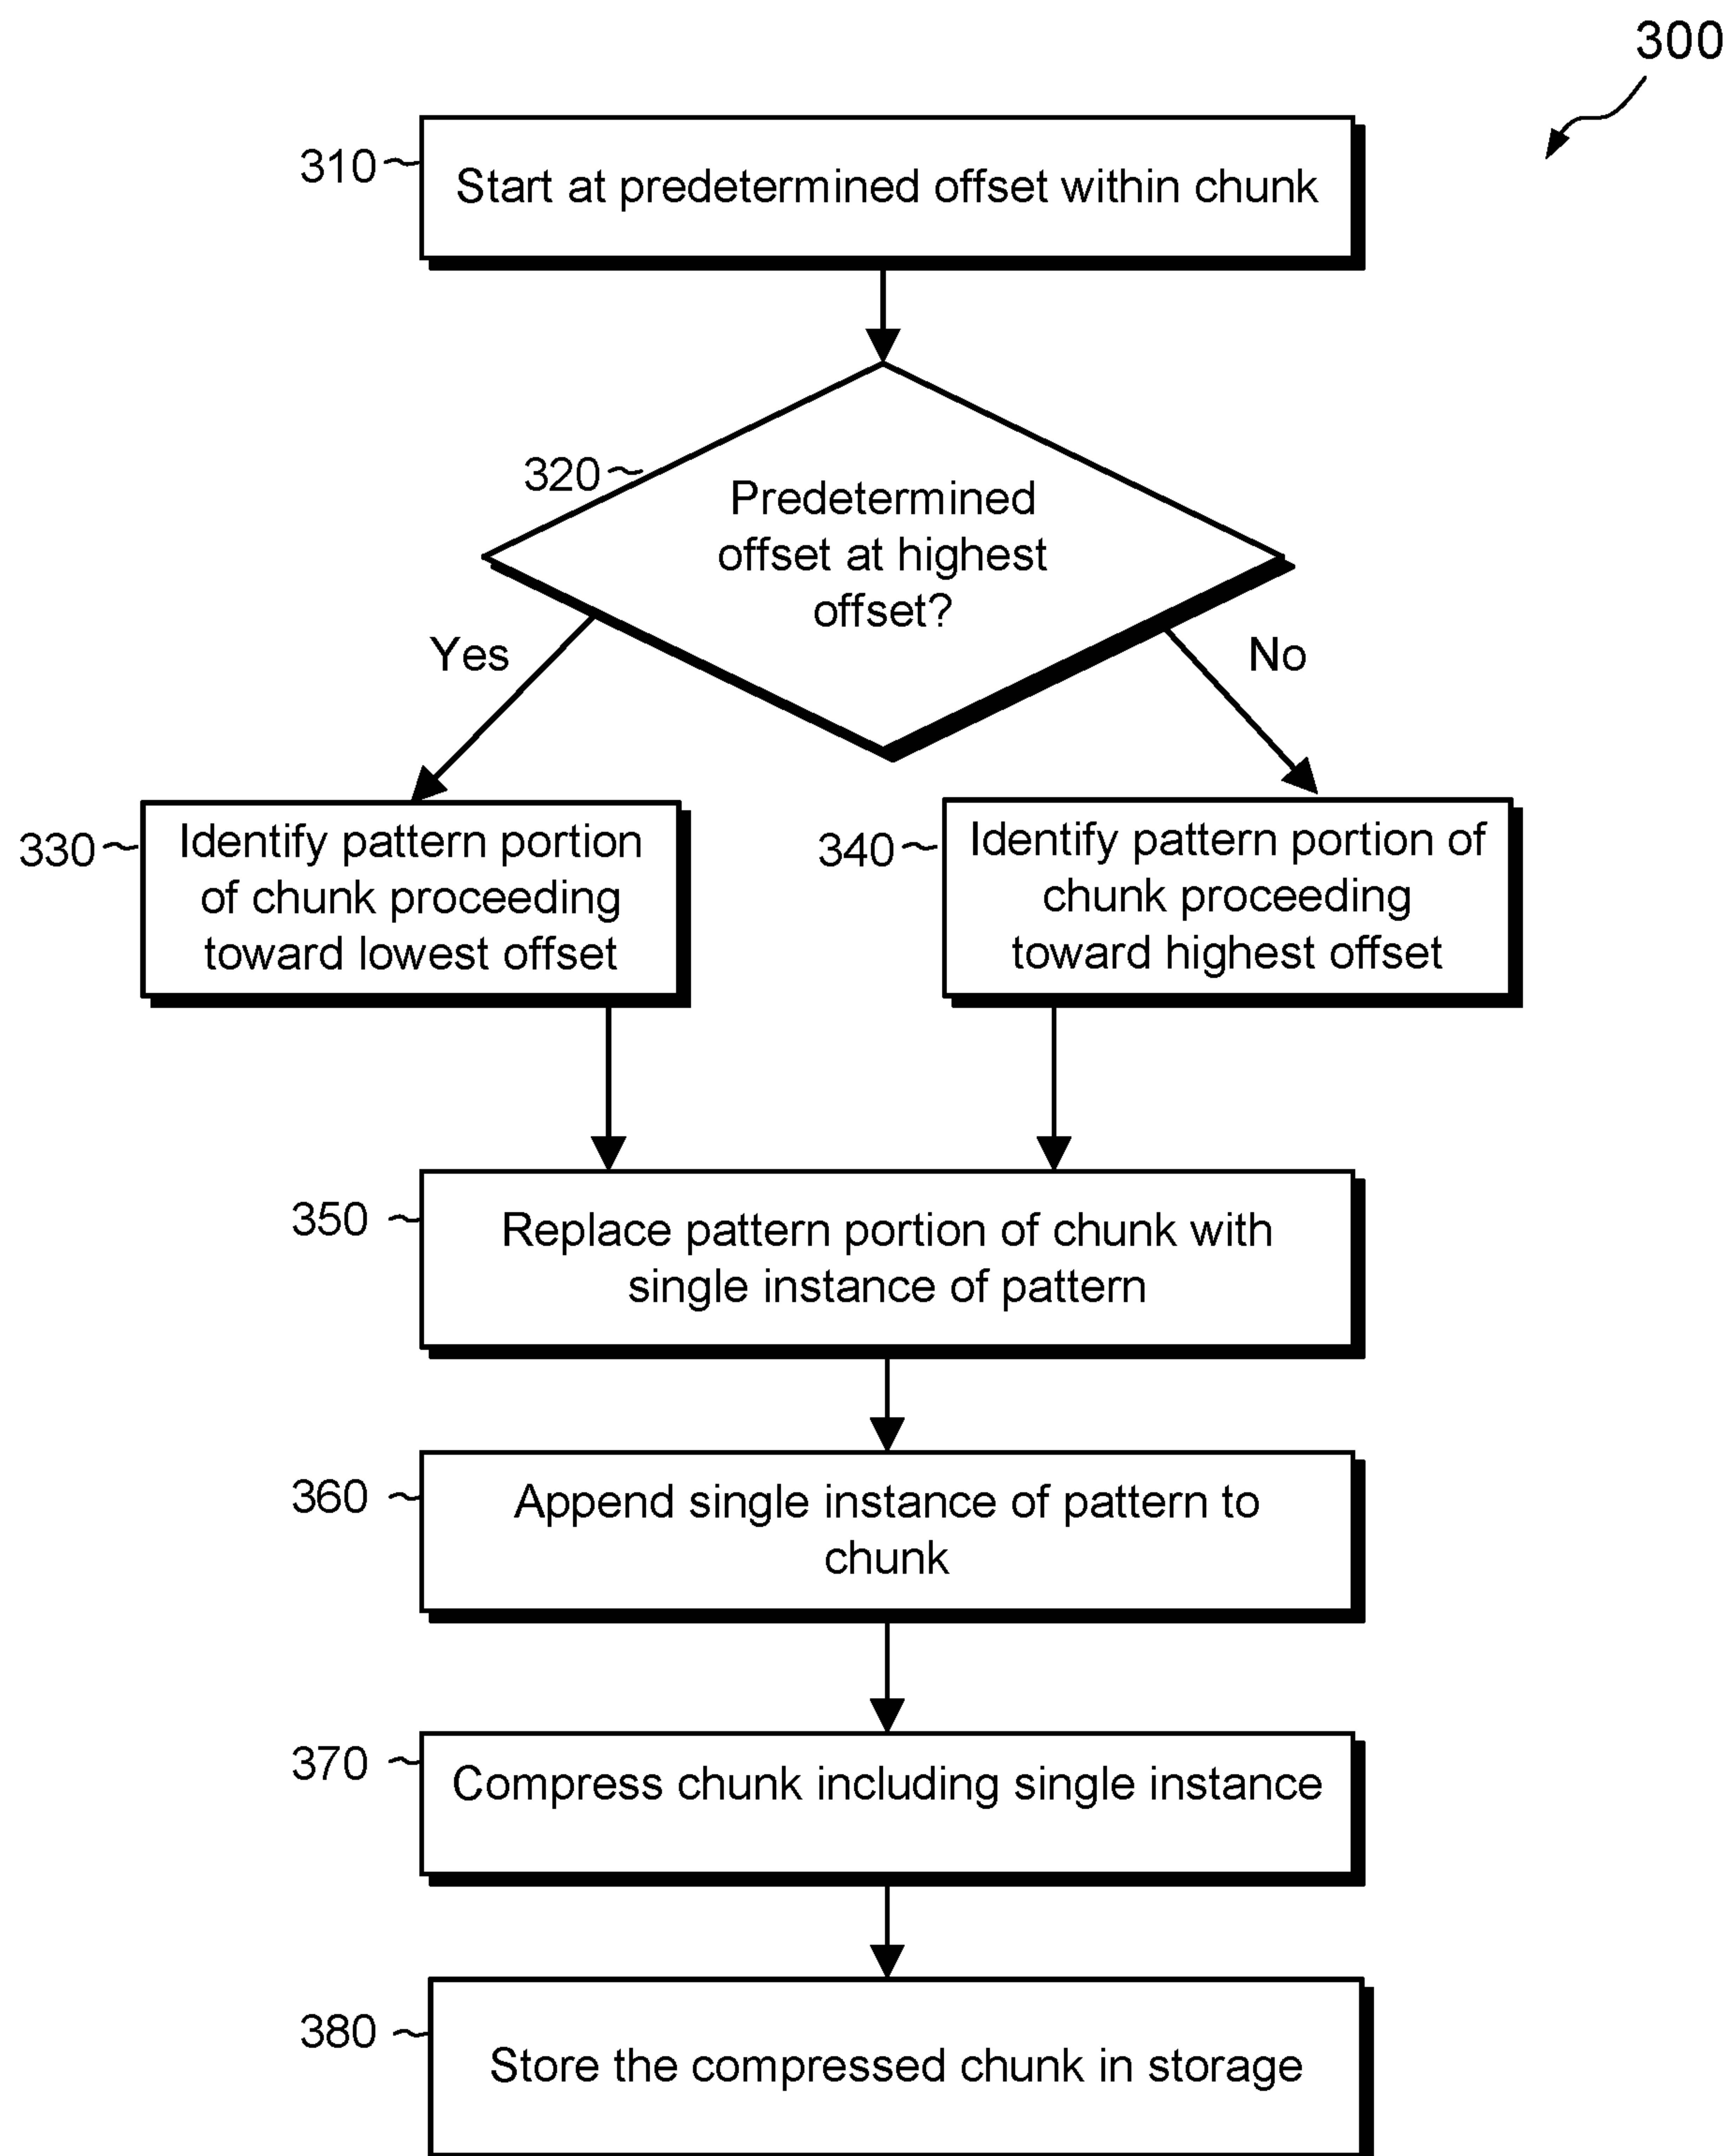 300
310
Start at predetermined offset within chunk
320
Predetermined
offset at highest
offset?
Yes
No
330
Identify pattern portion
of chunk proceeding
toward lowest offset
340
Identify pattern portion of
chunk proceeding
toward highest offset
350
Replace pattern portion of chunk with
single instance of pattern
360
Append single instance of pattern to
chunk
370
Compress chunk including single instance
380
Store the compressed chunk in storage